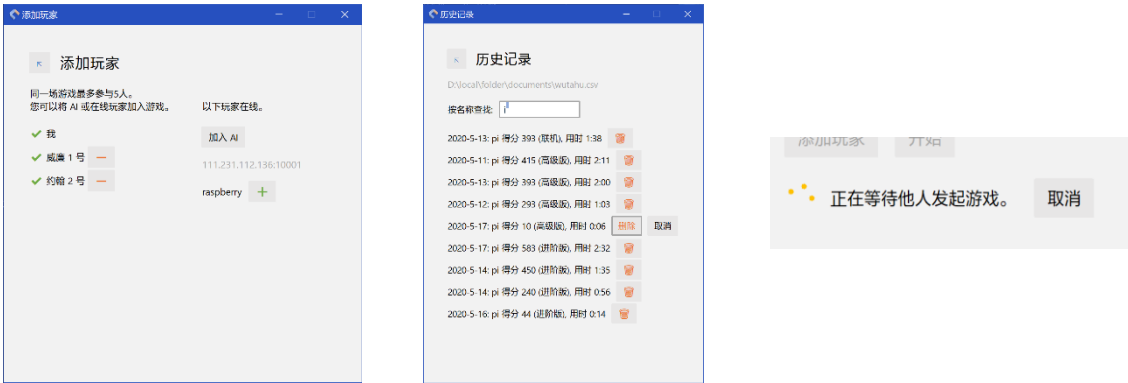 添加玩家
添加玩家
同一场游戏最多参与5人。
您可以将 AI 或在线玩家加入游戏。
我
威廉 1 号
约翰 2 号
以下玩家在线。
加入 AI
111.231.112.136:10001
raspberry
历史记录
历史记录
D:\local\folder\documents\wutahu.csv
按名称查找: i
2020-5-13: pi 得分 393 (联机), 用时 1:38
2020-5-11: pi 得分 415 (高级版), 用时 2:11
2020-5-13: pi 得分 393 (高级版), 用时 2:00
2020-5-12: pi 得分 293 (高级版), 用时 1:03
2020-5-17: pi 得分 10 (高级版), 用时 0:06 删除 取消
2020-5-17: pi 得分 583 (进阶版), 用时 2:32
2020-5-14: pi 得分 450 (进阶版), 用时 1:35
2020-5-14: pi 得分 240 (进阶版), 用时 0:56
2020-5-16: pi 得分 44 (进阶版), 用时 0:14
添加玩家 开始
正在等待他人发起游戏。 取消